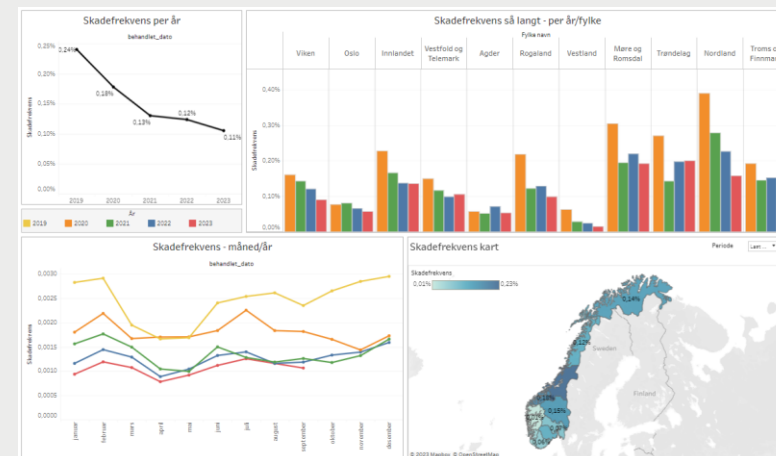 Skadefrekvens per år
behandlet_dato
0,25%
0,24%
0,20%
0,18%
0,15%
0,13%
0,12%
0,11%
0,10%
0,05%
0,00%
Skadefrekvens
2019 2020 2021 2022 2023
År
2019 2020 2021 2022 2023
Skadefrekvens så langt - per år/fylke
Fylke navn
Viken Oslo Innlandet Vestfold og Telemark Agder Rogaland Vestland Møre og Romsdal Trøndelag Nordland Troms o Finnmar
0,40%
0,30%
0,20%
0,10%
0,00%
Skadefrekvens
Skadefrekvens - måned/år
behandlet_dato
0,0030
0,0025
0,0020
0,0015
0,0010
0,0005
0,0000
Skadefrekvens
januar februar mars april mai juni juli august september oktober november desember
Skadefrekvens kart
Periode
Last ...
Skadefrekvens
0,01% 0,23%
0,14%
0,12%
Sweden
Finland
0,18%
0,15%
© 2023 Mapbox © OpenStreetMap